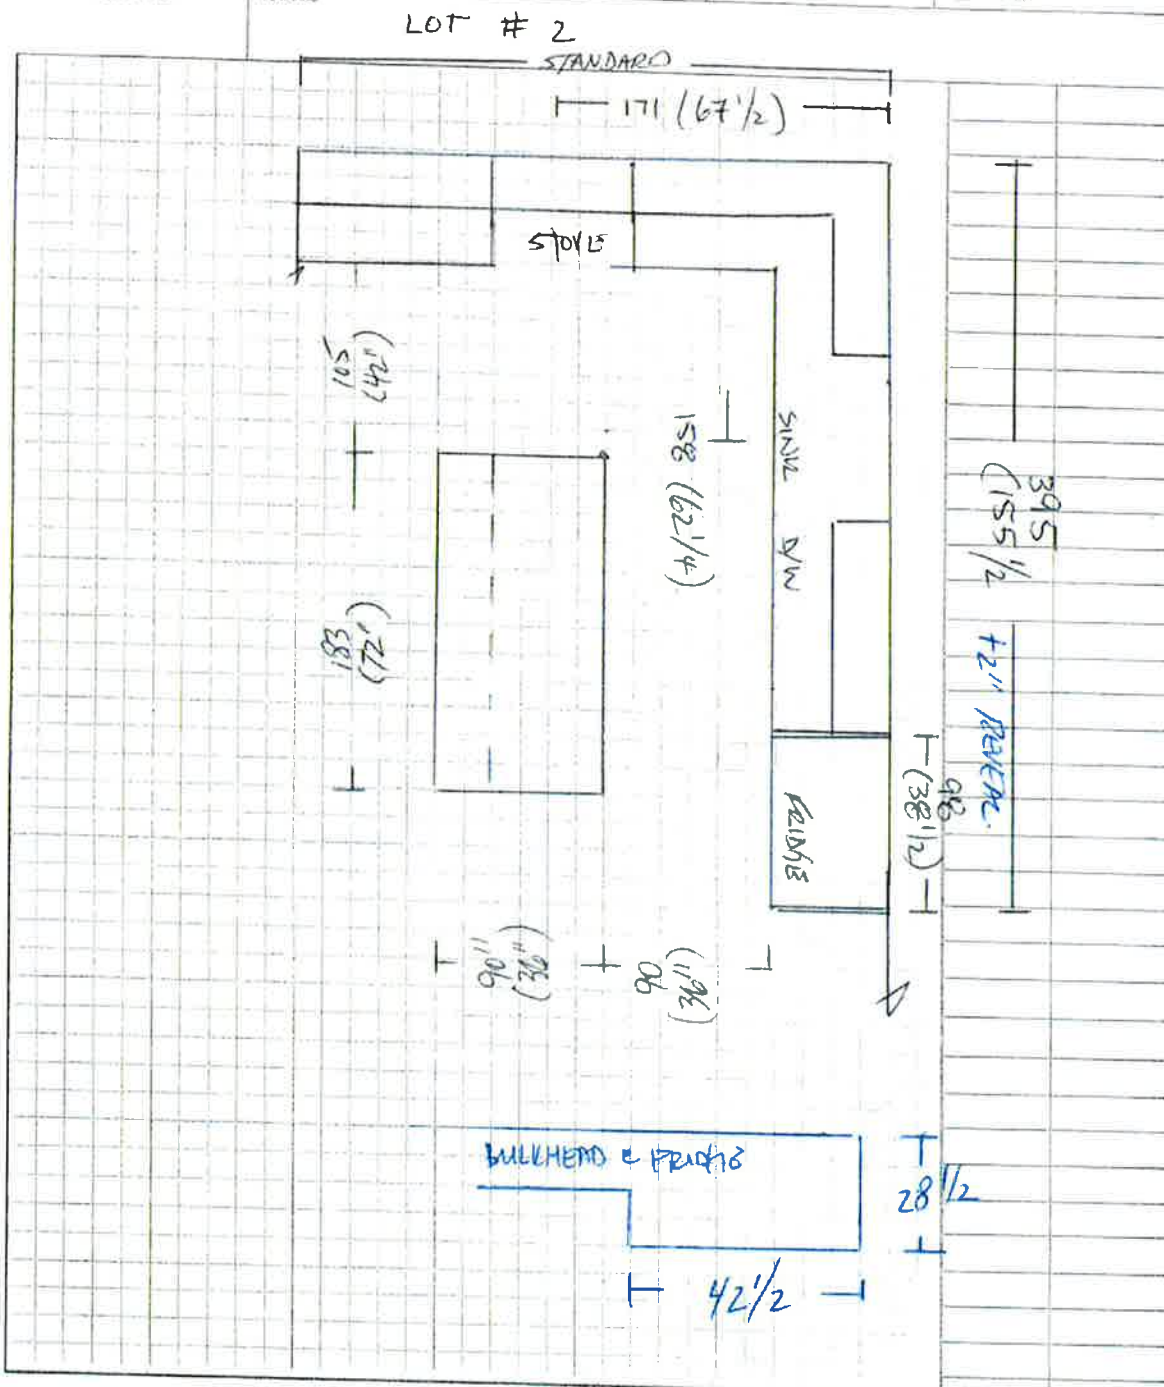 LOT # 2
STANDARD
171 (67 1/2)
STOVE
105
(42")
158 (62 1/4)
SINK D/W
395
(155 1/2
+2" REVEAL.
183
(72")
FRIDGE
98
(38 1/2)
90"
(36")
90
(36")
BULKHEAD @ FRIDGE
28 1/2
42 1/2